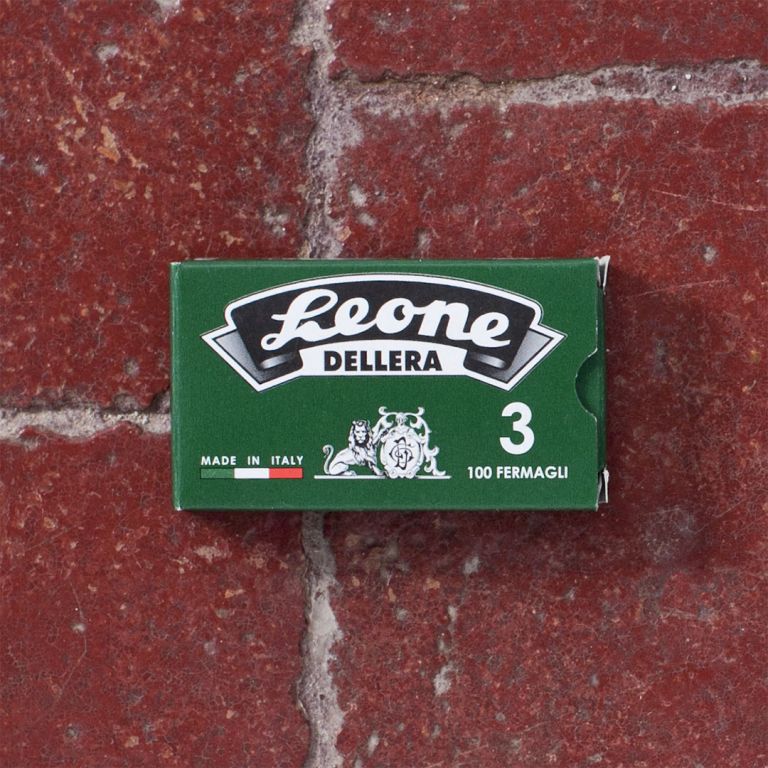 Leone
DELLERA
3
MADE IN ITALY
100 FERMAGLI